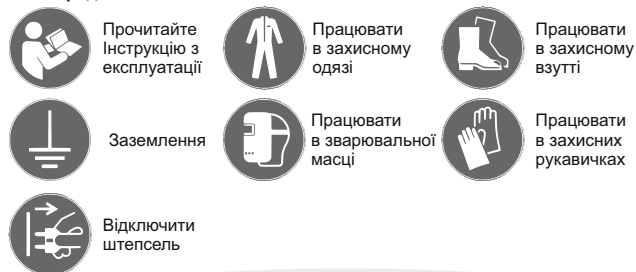 Прочитайте
Інструкцію з
експлуатації
Працювати
в захисному
одязі
Працювати
в захисному
взутті
Заземлення
Працювати
в зварювальної
масці
Працювати
в захисних
рукавичках
Відключити
штепсель